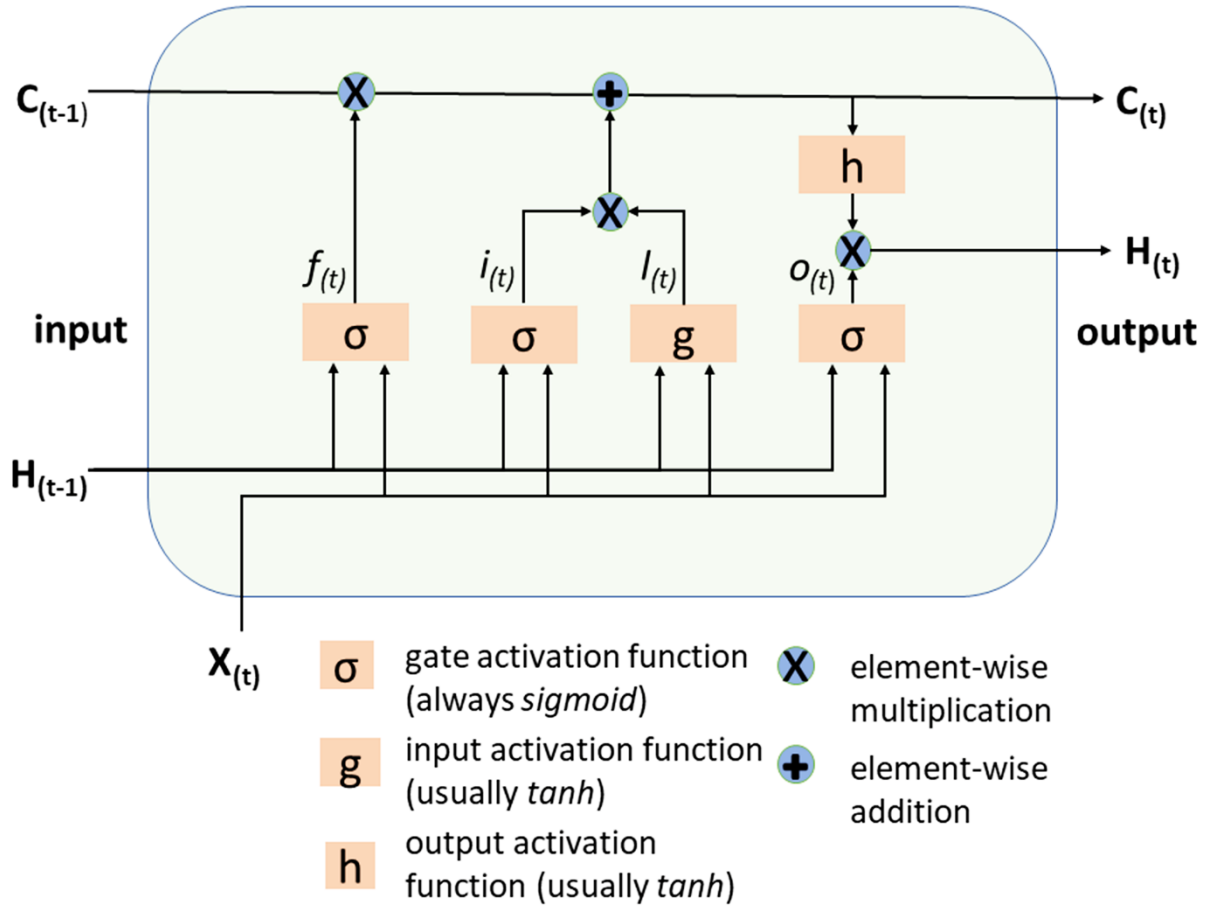 C(t-1)
X
+
C(t)
h
X
X
H(t)
f(t)
i(t)
l(t)
o(t)
input
σ
σ
g
σ
output
H(t-1)
X(t)
σ
gate activation function
(always sigmoid)
g
input activation function
(usually tanh)
h
output activation
function (usually tanh)
X
element-wise
multiplication
+
element-wise
addition